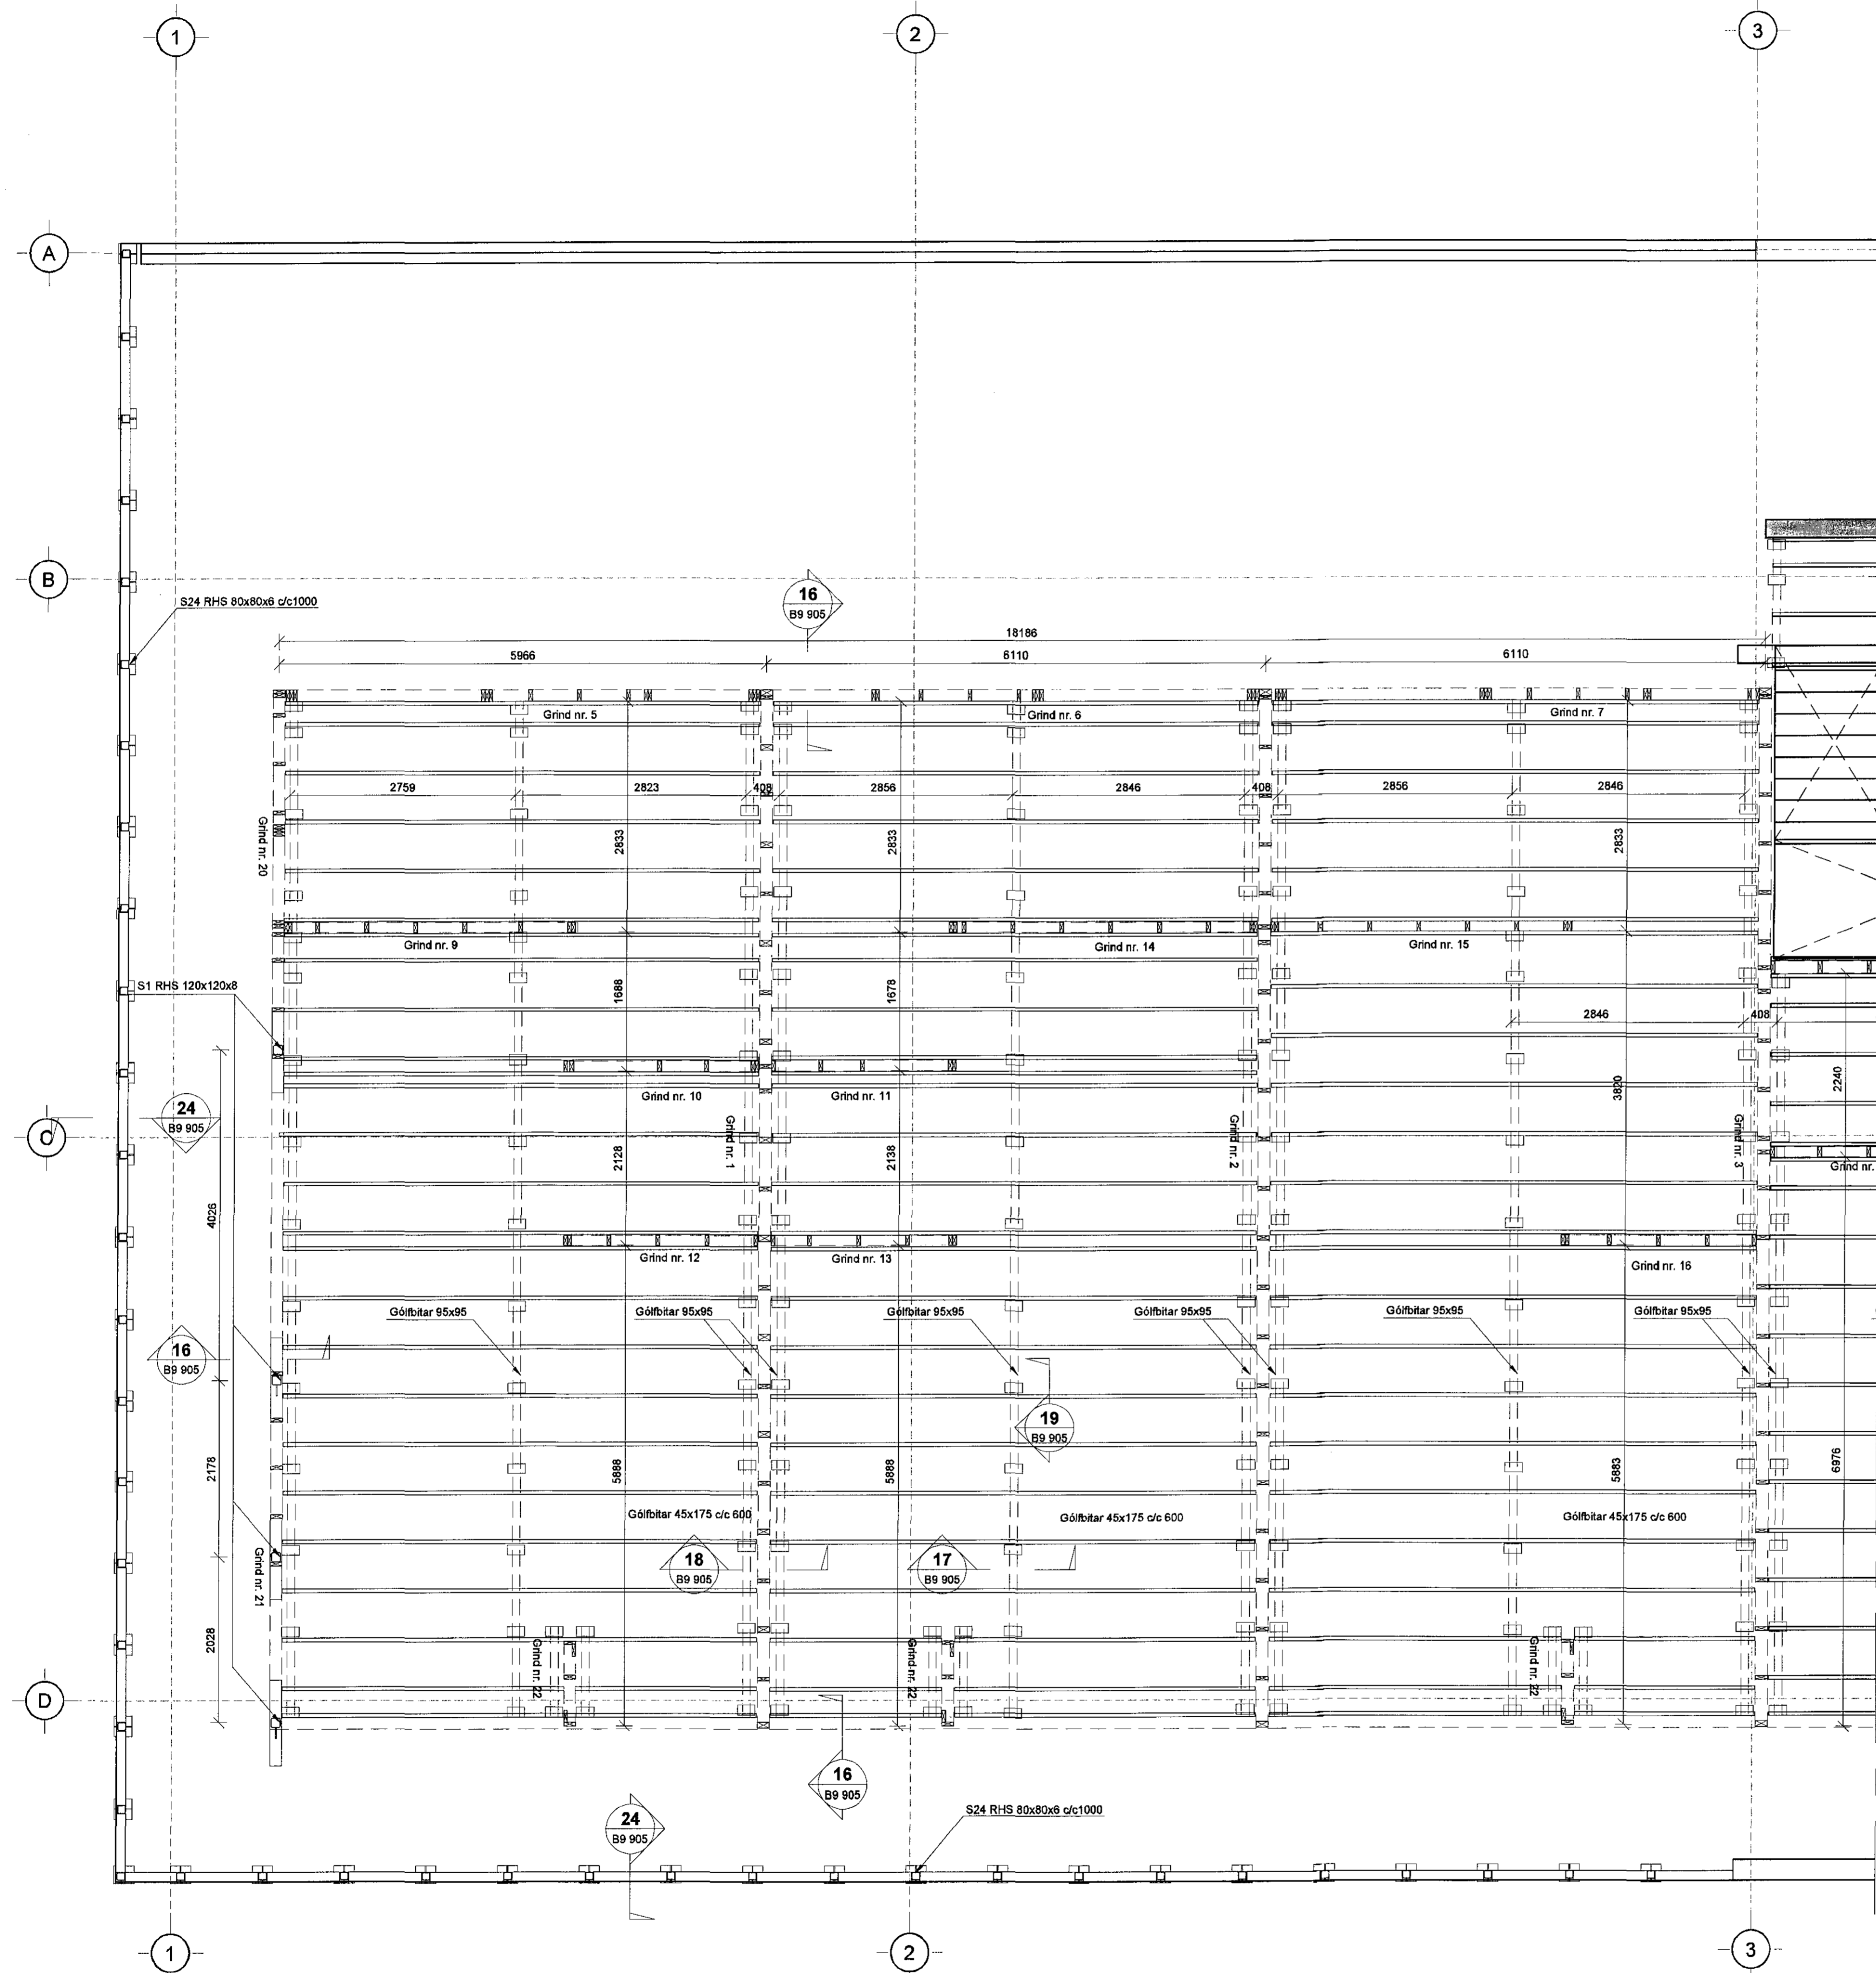 1
2
3
A
B
S24 RHS 80x80x6 c/c1000
16
B9 905
18186
5966
6110
6110
Grind nr. 5
Grind nr. 6
Grind nr. 7
2759
2823
408
2856
2846
408
2856
2846
Grind nr. 20
2833
2833
2833
Grind nr. 9
Grind nr. 14
Grind nr. 15
S1 RHS 120x120x8
1688
1678
2846
408
2240
3820
Grind nr. 10
Grind nr. 11
24
B9 905
C
Grind nr. 1
Grind nr. 2
Grind nr. 3
2128
2138
Grind nr.
4026
Grind nr. 12
Grind nr. 13
Grind nr. 16
Gólfbitar 95x95
Gólfbitar 95x95
Gólfbitar 95x95
Gólfbitar 95x95
Gólfbitar 95x95
Gólfbitar 95x95
16
B9 905
19
B9 905
2178
5888
5888
5883
6976
Gólfbitar 45x175 c/c 600
Gólfbitar 45x175 c/c 600
Gólfbitar 45x175 c/c 600
18
B9 905
17
B9 905
Grind nr. 21
2028
Grind nr. 22
Grind nr. 22
Grind nr. 22
D
16
B9 905
24
B9 905
S24 RHS 80x80x6 c/c1000
1
2
3